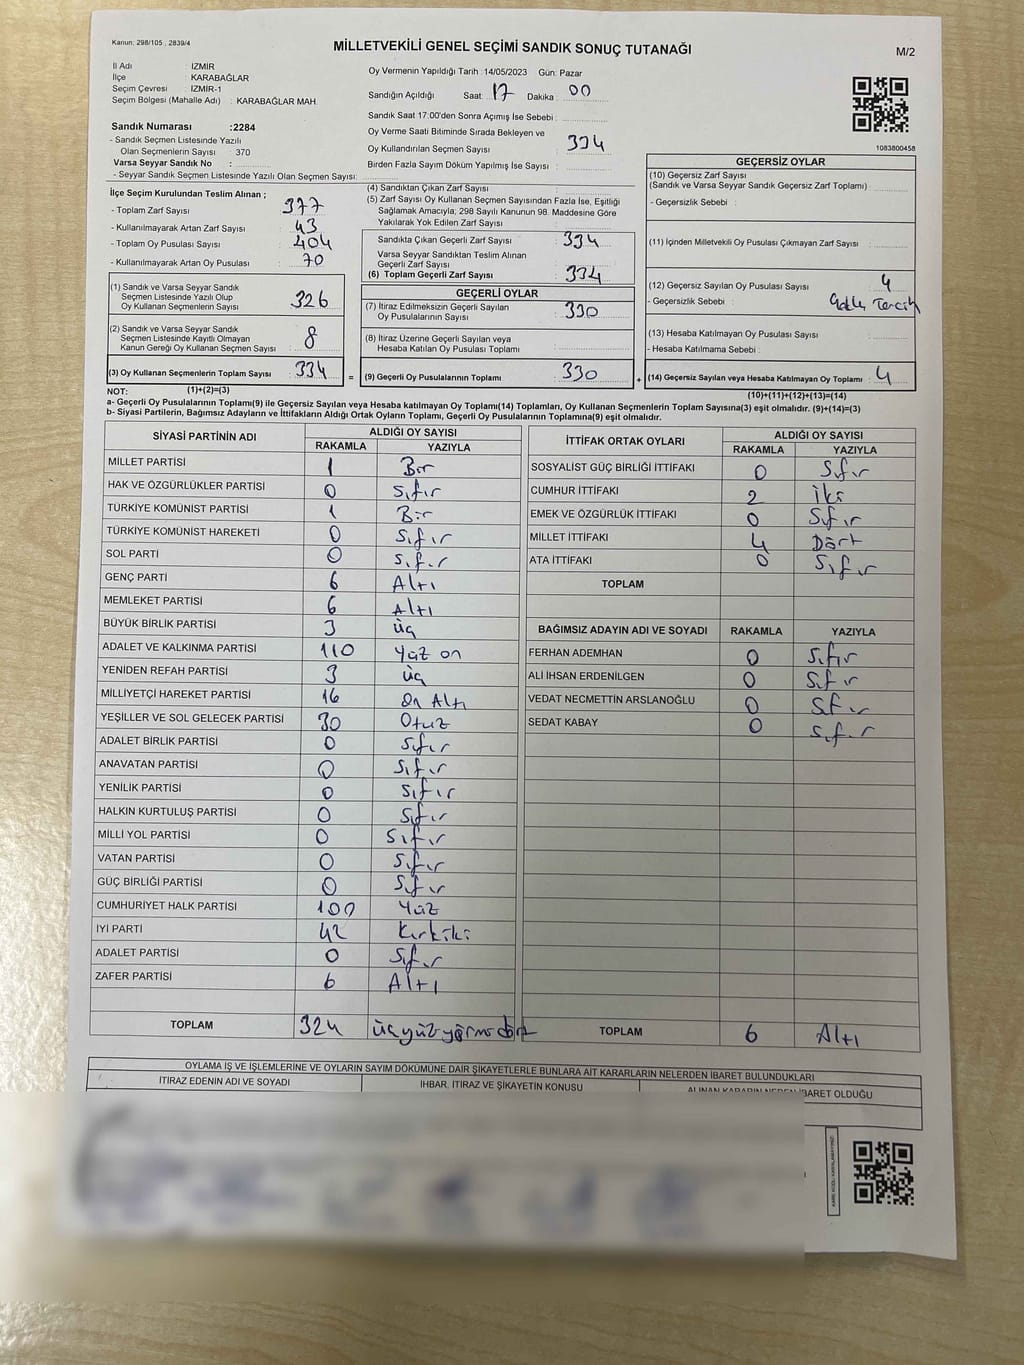 Kanun: 298/105 , 2839/4
MİLLETVEKİLİ GENEL SEÇİMİ SANDIK SONUÇ TUTANAĞI
M/2
İl Adı : İZMİR
İlçe : KARABAĞLAR
Seçim Çevresi : İZMİR-1
Seçim Bölgesi (Mahalle Adı) : KARABAĞLAR MAH.
Sandık Numarası :2284
- Sandık Seçmen Listesinde Yazılı
Olan Seçmenlerin Sayısı : 370
Varsa Seyyar Sandık No :
- Seyyar Sandık Seçmen Listesinde Yazılı Olan Seçmen Sayısı:
Oy Vermenin Yapıldığı Tarih :14/05/2023 Gün: Pazar
Sandığın Açıldığı Saat 17 Dakika 00
Sandık Saat 17:00'den Sonra Açımış İse Sebebi :
Oy Verme Saati Bitiminde Sırada Bekleyen ve
Oy Kullandırılan Seçmen Sayısı : 334
Birden Fazla Sayım Döküm Yapılmış İse Sayısı :
1083800458
İlçe Seçim Kurulundan Teslim Alınan ;
- Toplam Zarf Sayısı : 377
- Kullanılmayarak Artan Zarf Sayısı : 43
- Toplam Oy Pusulası Sayısı : 404
- Kullanılmayarak Artan Oy Pusulası : 70
(1) Sandık ve Varsa Seyyar Sandık
Seçmen Listesinde Yazılı Olup
Oy Kullanan Seçmenlerin Sayısı : 326
(2) Sandık ve Varsa Seyyar Sandık
Seçmen Listesinde Kayıtlı Olmayan
Kanun Gereği Oy Kullanan Seçmen Sayısı : 8
(3) Oy Kullanan Seçmenlerin Toplam Sayısı : 334
(4) Sandıktan Çıkan Zarf Sayısı :
(5) Zarf Sayısı Oy Kullanan Seçmen Sayısından Fazla İse, Eşitliği
Sağlamak Amacıyla; 298 Sayılı Kanunun 98. Maddesine Göre
Yakılarak Yok Edilen Zarf Sayısı :
Sandıkta Çıkan Geçerli Zarf Sayısı : 334
Varsa Seyyar Sandıktan Teslim Alınan
Geçerli Zarf Sayısı :
(6) Toplam Geçerli Zarf Sayısı : 334
GEÇERLİ OYLAR
(7) İtiraz Edilmeksizin Geçerli Sayılan
Oy Pusulalarının Sayısı : 330
(8) İtiraz Üzerine Geçerli Sayılan veya
Hesaba Katılan Oy Pusulası Toplamı :
= (9) Geçerli Oy Pusulalarının Toplamı : 330
GEÇERSİZ OYLAR
(10) Geçersiz Zarf Sayısı
(Sandık ve Varsa Seyyar Sandık Geçersiz Zarf Toplamı) :
- Geçersizlik Sebebi :
(11) İçinden Milletvekili Oy Pusulası Çıkmayan Zarf Sayısı :
(12) Geçersiz Sayılan Oy Pusulası Sayısı : 4
- Geçersizlik Sebebi : Tercih
(13) Hesaba Katılmayan Oy Pusulası Sayısı :
- Hesaba Katılmama Sebebi :
+ (14) Geçersiz Sayılan veya Hesaba Katılmayan Oy Toplamı : 4
NOT: (1)+(2)=(3)
(10)+(11)+(12)+(13)=(14)
a- Geçerli Oy Pusulalarının Toplamı(9) ile Geçersiz Sayılan veya Hesaba katılmayan Oy Toplamı(14) Toplamları, Oy Kullanan Seçmenlerin Toplam Sayısına(3) eşit olmalıdır. (9)+(14)=(3)
b- Siyasi Partilerin, Bağımsız Adayların ve İttifakların Aldığı Ortak Oyların Toplamı, Geçerli Oy Pusulalarının Toplamına(9) eşit olmalıdır.
SİYASİ PARTİNİN ADI ALDIĞI OY SAYISI
RAKAMLA YAZIYLA
MİLLET PARTİSİ 1 Bir
HAK VE ÖZGÜRLÜKLER PARTİSİ 0 Sıfır
TÜRKİYE KOMÜNİST PARTİSİ 1 Bir
TÜRKİYE KOMÜNİST HAREKETİ 0 Sıfır
SOL PARTİ 0 Sıfır
GENÇ PARTİ 6 Altı
MEMLEKET PARTİSİ 6 Altı
BÜYÜK BİRLİK PARTİSİ 3 üç
ADALET VE KALKINMA PARTİSİ 110 Yüz on
YENİDEN REFAH PARTİSİ 3 üç
MİLLİYETÇİ HAREKET PARTİSİ 16 On Altı
YEŞİLLER VE SOL GELECEK PARTİSİ 30 Otuz
ADALET BİRLİK PARTİSİ 0 Sıfır
ANAVATAN PARTİSİ 0 Sıfır
YENİLİK PARTİSİ 0 Sıfır
HALKIN KURTULUŞ PARTİSİ 0 Sıfır
MİLLİ YOL PARTİSİ 0 Sıfır
VATAN PARTİSİ 0 Sıfır
GÜÇ BİRLİĞİ PARTİSİ 0 Sıfır
CUMHURİYET HALK PARTİSİ 100 Yüz
İYİ PARTİ 42 Kırkiki
ADALET PARTİSİ 0 Sıfır
ZAFER PARTİSİ 6 Altı
TOPLAM 324 üçyüzyirmidört
İTTİFAK ORTAK OYLARI ALDIĞI OY SAYISI
RAKAMLA YAZIYLA
SOSYALİST GÜÇ BİRLİĞİ İTTİFAKI 0 Sıfır
CUMHUR İTTİFAKI 2 İki
EMEK VE ÖZGÜRLÜK İTTİFAKI 0 Sıfır
MİLLET İTTİFAKI 4 Dört
ATA İTTİFAKI 0 Sıfır
TOPLAM
BAĞIMSIZ ADAYIN ADI VE SOYADI RAKAMLA YAZIYLA
FERHAN ADEMHAN 0 Sıfır
ALİ İHSAN ERDENİLGEN 0 Sıfır
VEDAT NECMETTİN ARSLANOĞLU 0 Sıfır
SEDAT KABAY 0 Sıfır
TOPLAM 6 Altı
OYLAMA İŞ VE İŞLEMLERİNE VE OYLARIN SAYIM DÖKÜMÜNE DAİR ŞİKAYETLERLE BUNLARA AİT KARARLARIN NELERDEN İBARET BULUNDUKLARI
İTİRAZ EDENİN ADI VE SOYADI İHBAR, İTİRAZ VE ŞİKAYETİN KONUSU ALINAN KARARIN NEDEN İBARET OLDUĞU